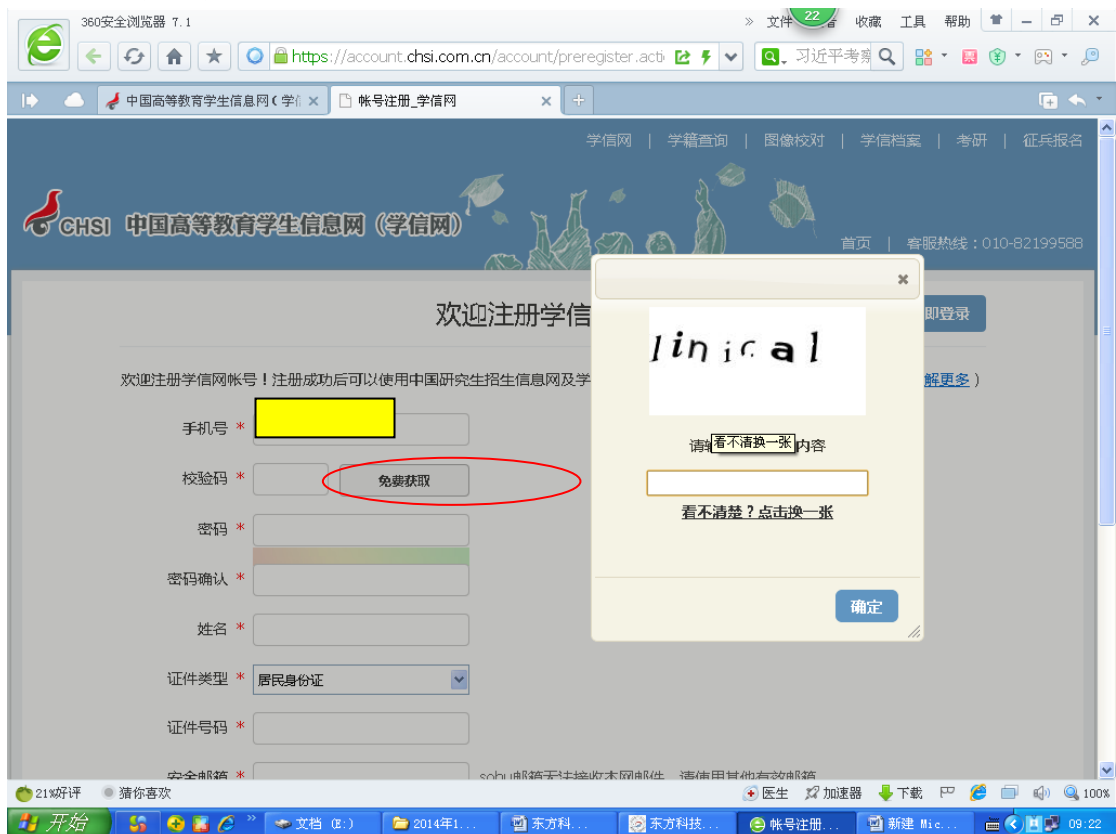 360安全浏览器 7.1
» 文件 22 收藏 工具 帮助
https://account.chsi.com.cn/account/preregister.acti
习近平考察
中国高等教育学生信息网(学信
帐号注册_学信网
学信网 | 学籍查询 | 图像校对 | 学信档案 | 考研 | 征兵报名
CHSI 中国高等教育学生信息网(学信网)
首页 | 客服热线:010-82199588
欢迎注册学信
即登录
欢迎注册学信网帐号!注册成功后可以使用中国研究生招生信息网及学
解更多)
手机号 *
校验码 * 免费获取
密码 *
密码确认 *
姓名 *
证件类型 * 居民身份证
证件号码 *
安全邮箱 * sohu邮箱无法接收本网邮件,请使用其他有效邮箱
linical
请输 看不清换一张 内容
看不清楚?点击换一张
确定
21%好评 猜你喜欢 医生 加速器 下载 100%
开始 文档 (E:) 2014年1... 东方科... 东方科技... 帐号注册... 新建 Mic... 09:22